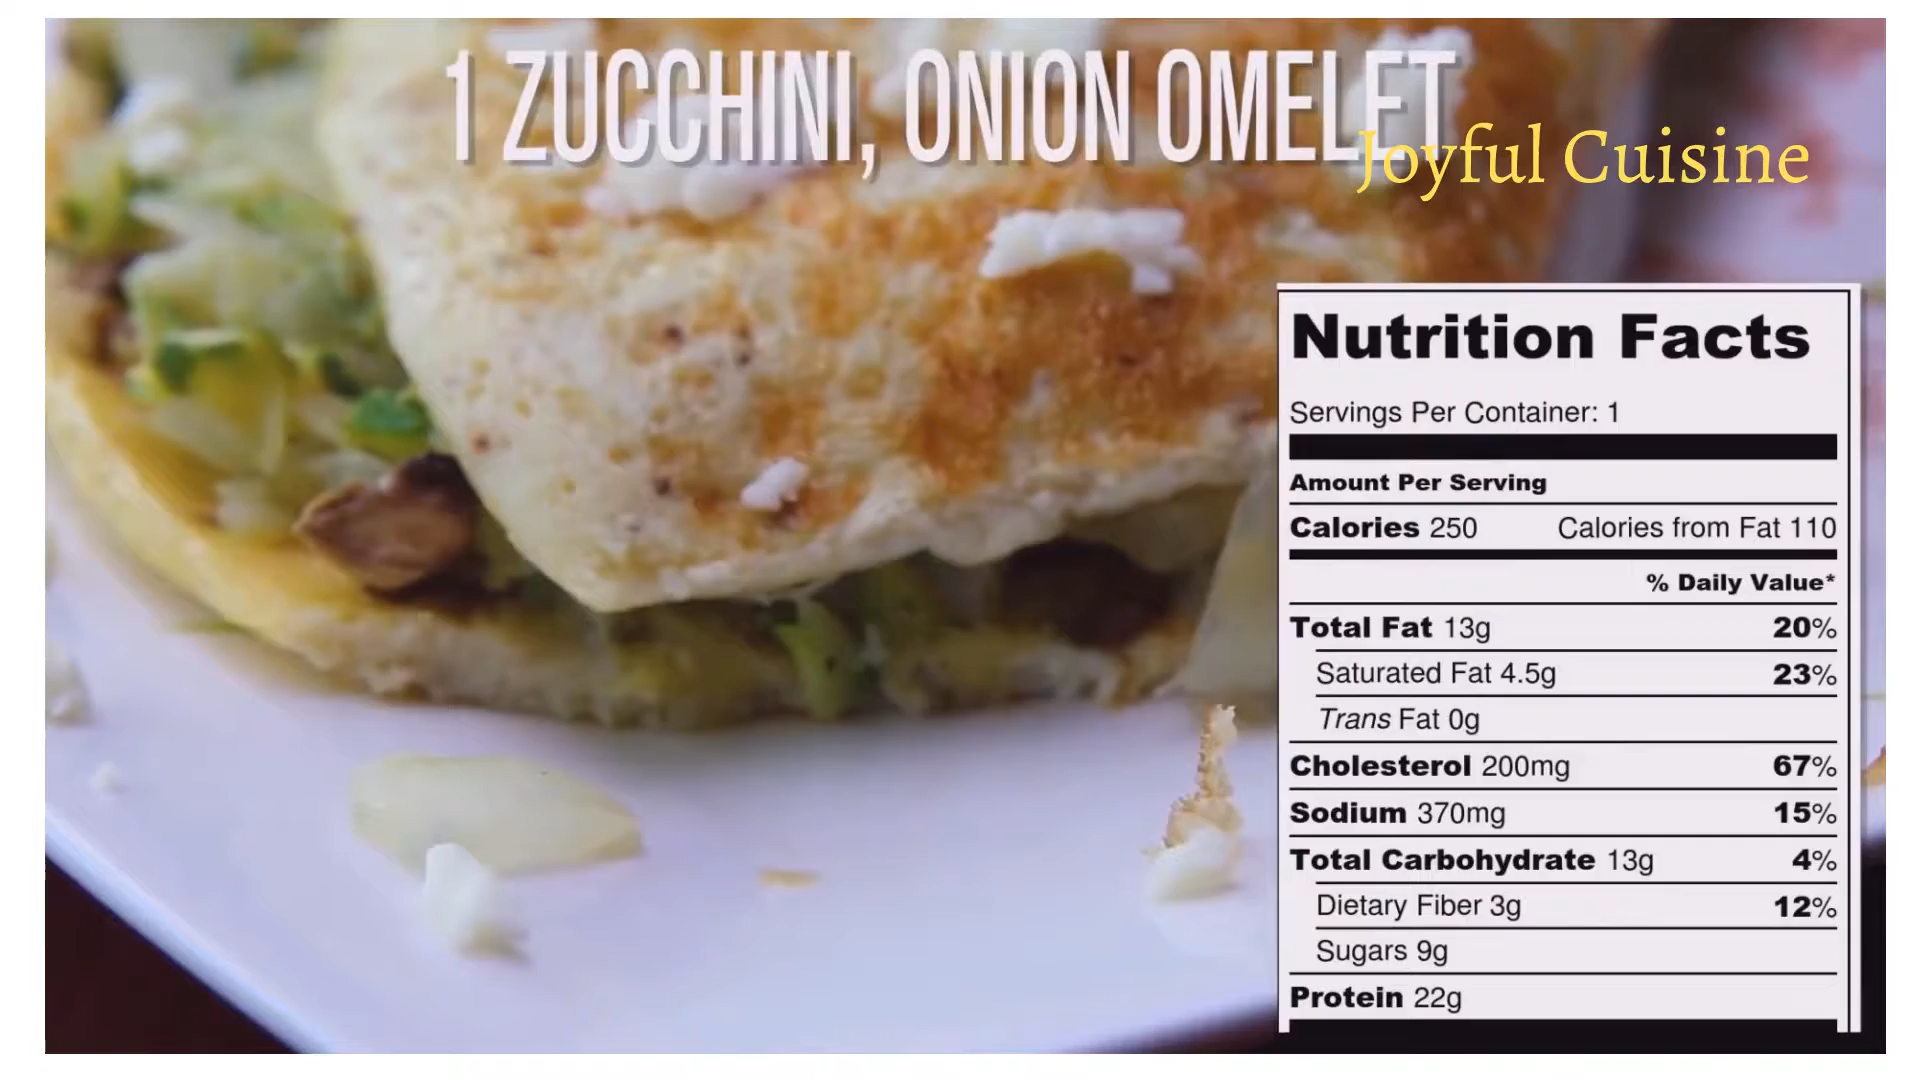 1 ZUCCHINI, ONION OMELET
Joyful Cuisine
Nutrition Facts
Servings Per Container: 1
Amount Per Serving
Calories 250 Calories from Fat 110
% Daily Value*
Total Fat 13g 20%
Saturated Fat 4.5g 23%
Trans Fat 0g
Cholesterol 200mg 67%
Sodium 370mg 15%
Total Carbohydrate 13g 4%
Dietary Fiber 3g 12%
Sugars 9g
Protein 22g